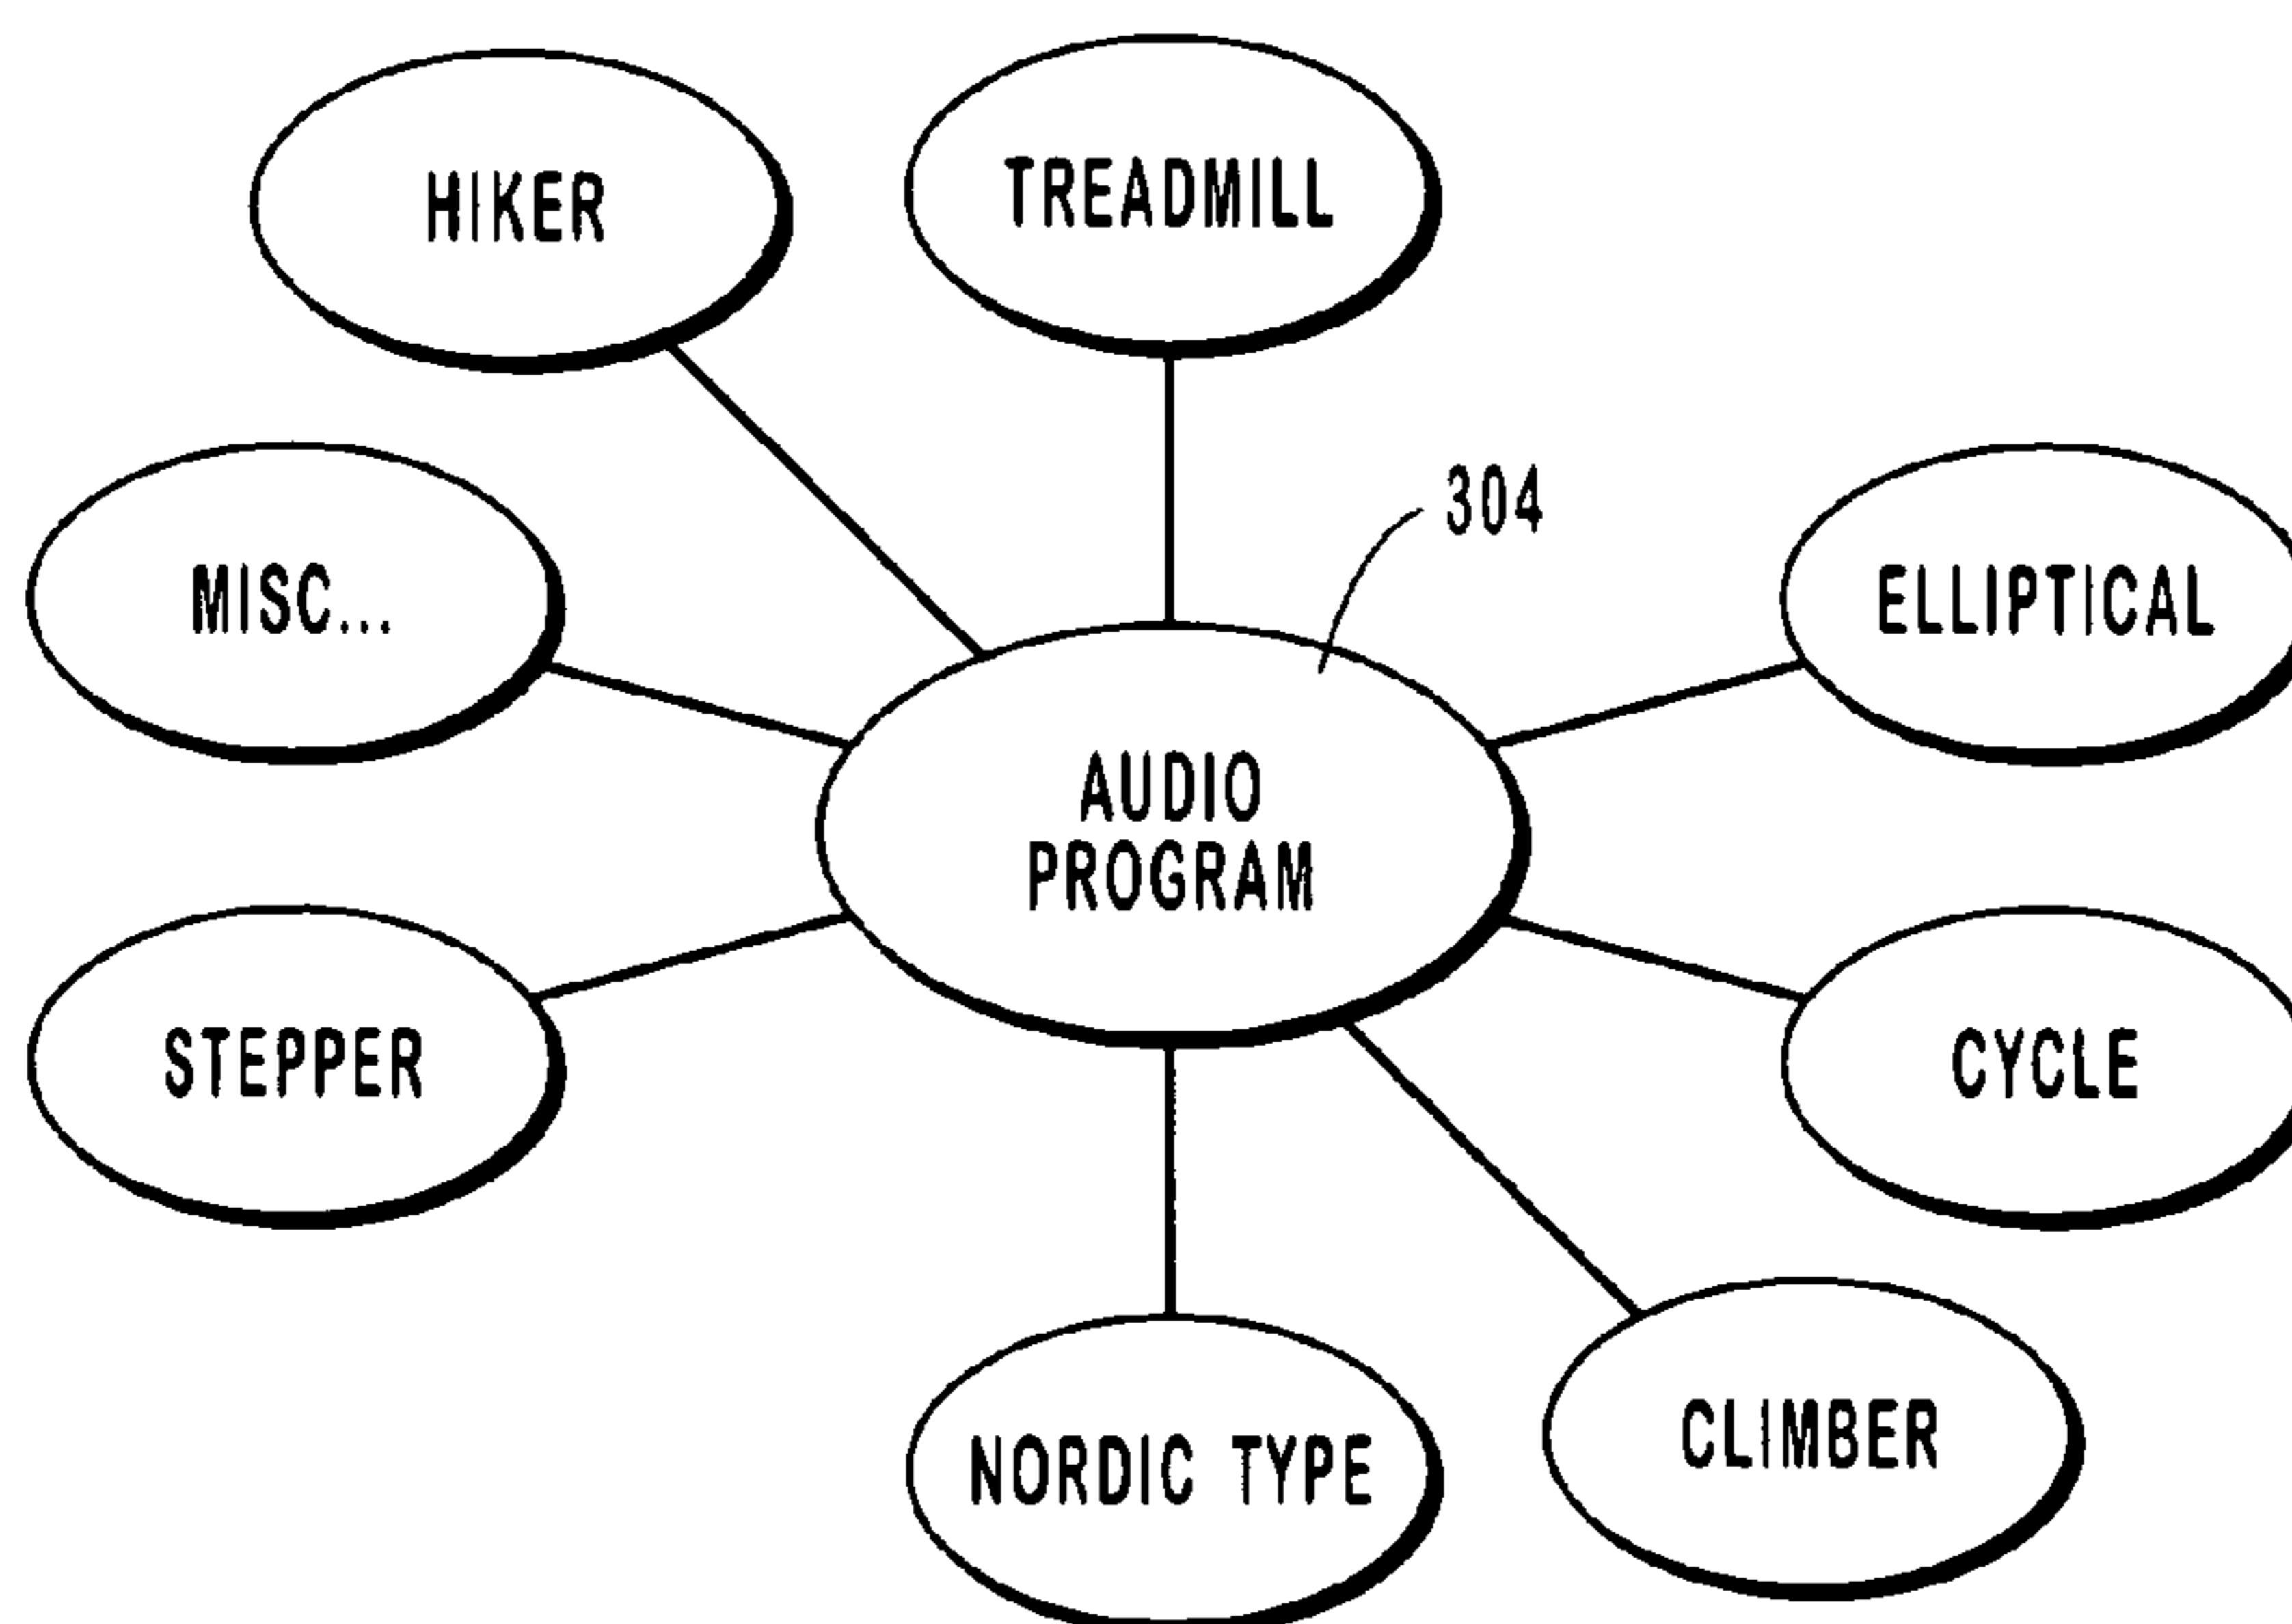 HIKER
TREADMILL
304
MISC...
ELLIPTICAL
AUDIO
PROGRAM
STEPPER
CYCLE
NORDIC TYPE
CLIMBER